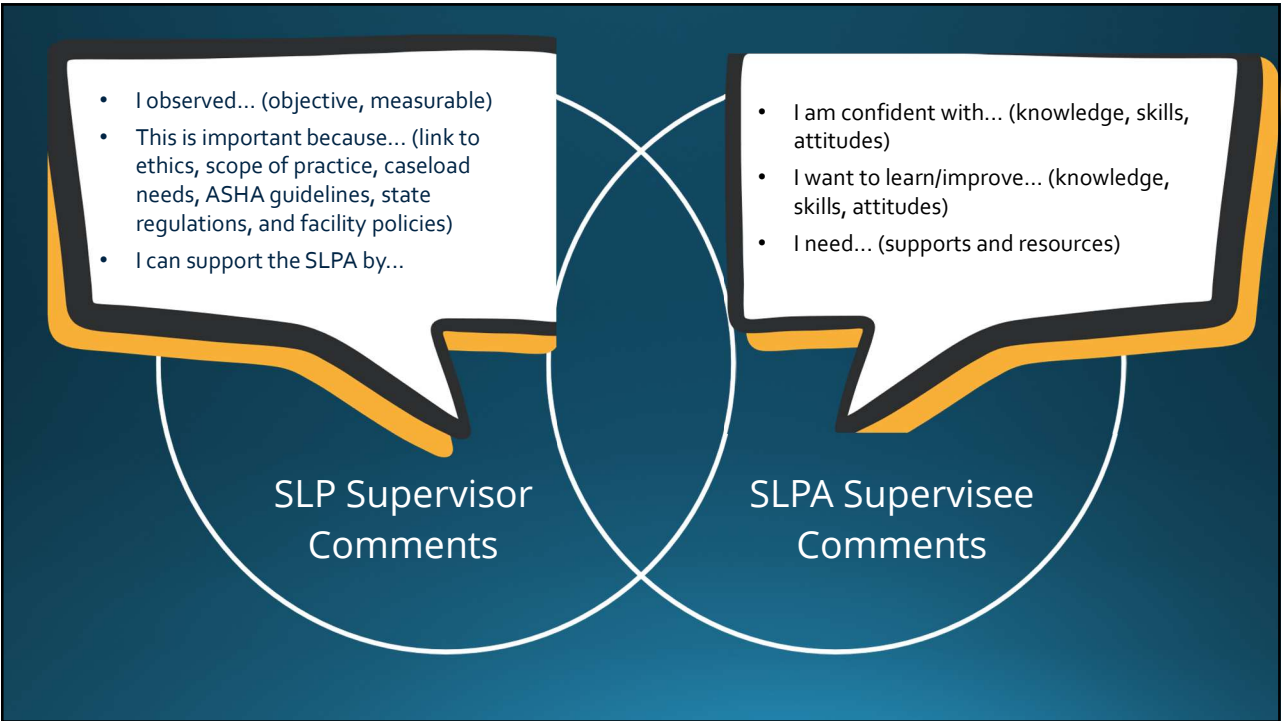 • I observed... (objective, measurable)
• This is important because... (link to
ethics, scope of practice, caseload
needs, ASHA guidelines, state
regulations, and facility policies)
• I can support the SLPA by...
• I am confident with... (knowledge, skills,
attitudes)
• I want to learn/improve... (knowledge,
skills, attitudes)
• I need... (supports and resources)
SLP Supervisor
Comments
SLPA Supervisee
Comments